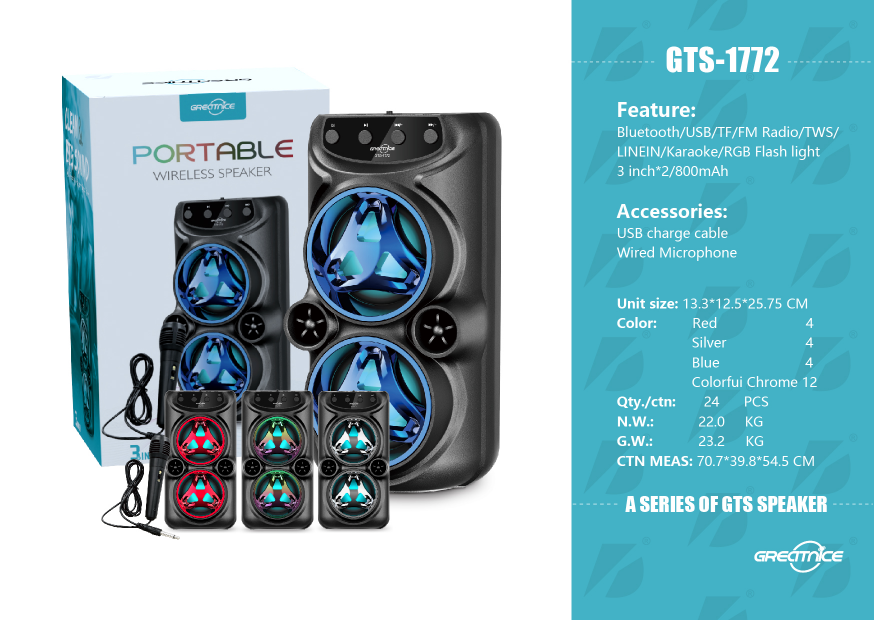 GREATNICE
PORTABLE
WIRELESS SPEAKER
GREATNICE
GTS-1772
GTS-1772
Feature:
Bluetooth/USB/TF/FM Radio/TWS/
LINEIN/Karaoke/RGB Flash light
3 inch*2/800mAh
Accessories:
USB charge cable
Wired Microphone
Unit size: 13.3*12.5*25.75 CM
Color: Red 4
Silver 4
Blue 4
Colorfui Chrome 12
Qty./ctn: 24 PCS
N.W.: 22.0 KG
G.W.: 23.2 KG
CTN MEAS: 70.7*39.8*54.5 CM
A SERIES OF GTS SPEAKER
GREATNICE